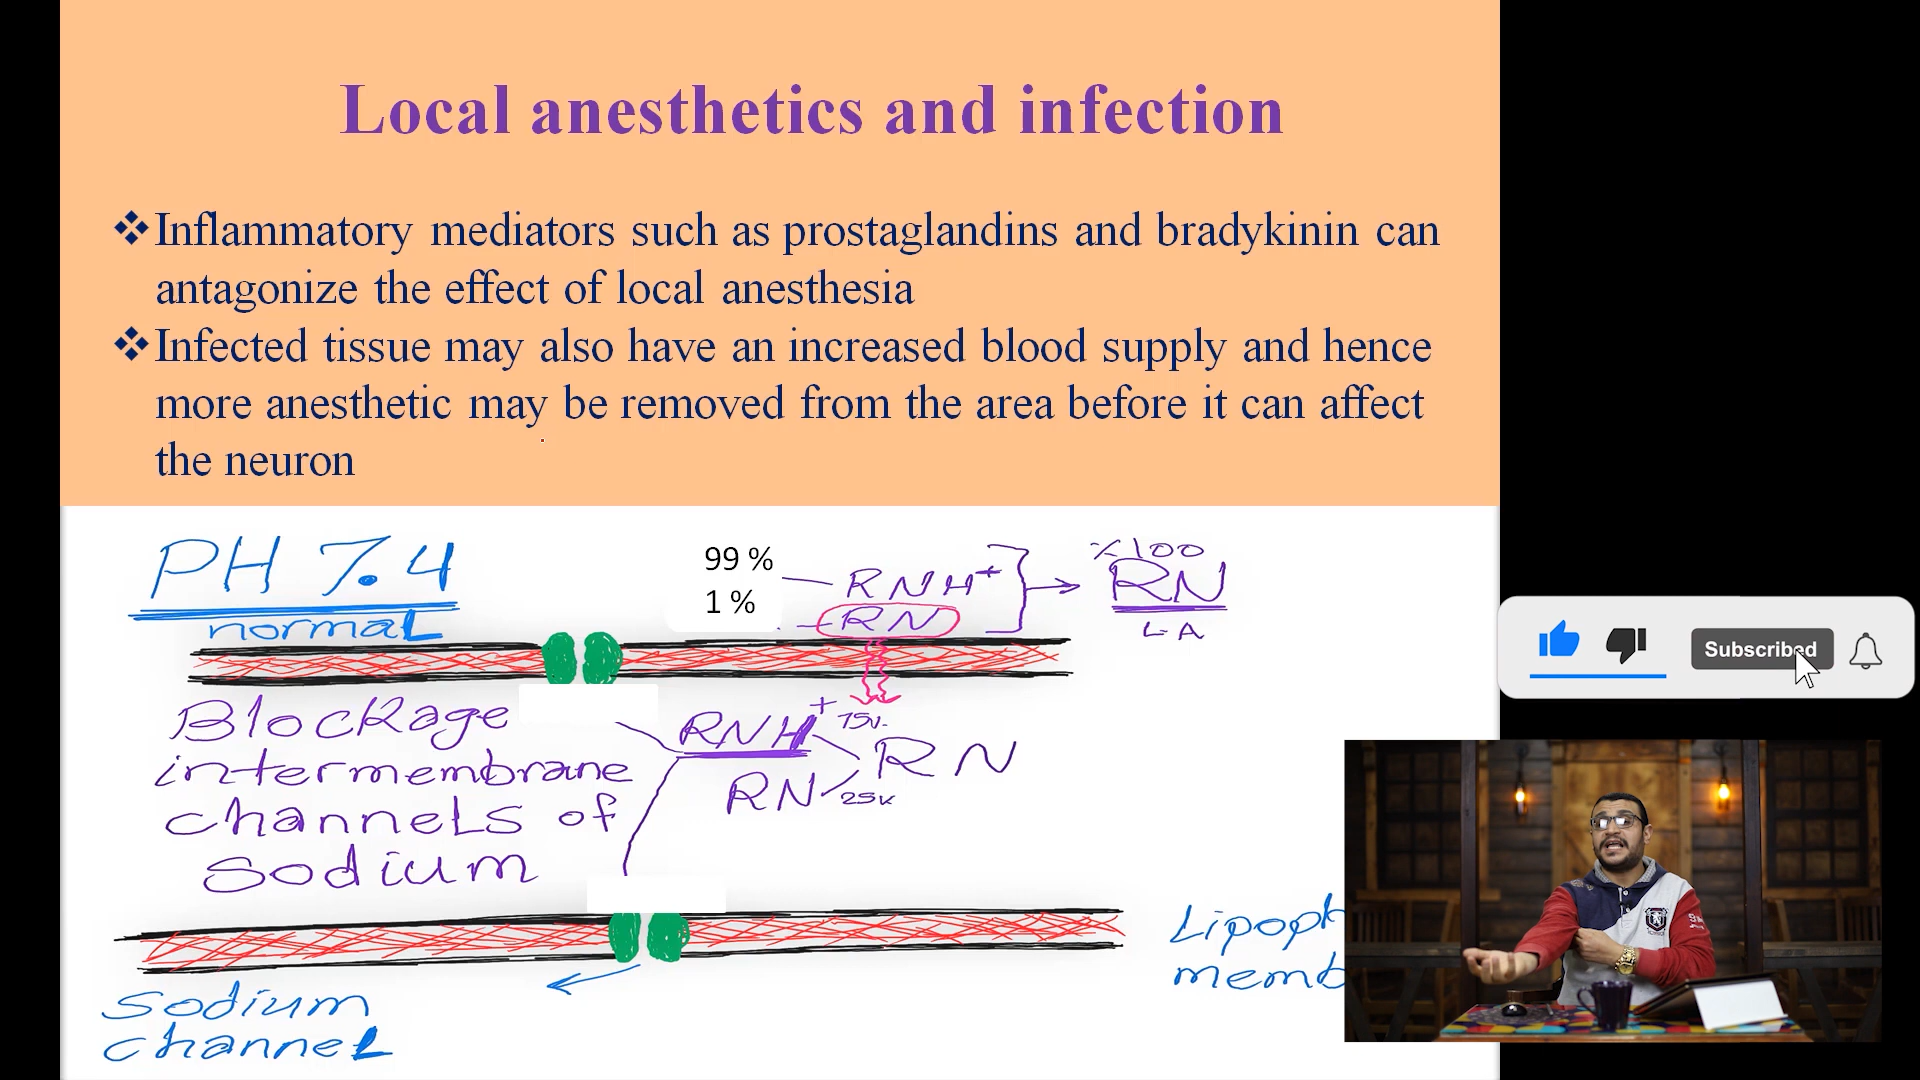 Local anesthetics and infection
❖Inflammatory mediators such as prostaglandins and bradykinin can
antagonize the effect of local anesthesia
❖Infected tissue may also have an increased blood supply and hence
more anesthetic may be removed from the area before it can affect
the neuron
PH 7.4
normal
99 %
1 %
RNH+
RN
%100
RN
LA
Blockage
intermembrane
channels of
sodium
RNH+
RN
RN
Sodium
channel
Lipoph
memb
Subscribed